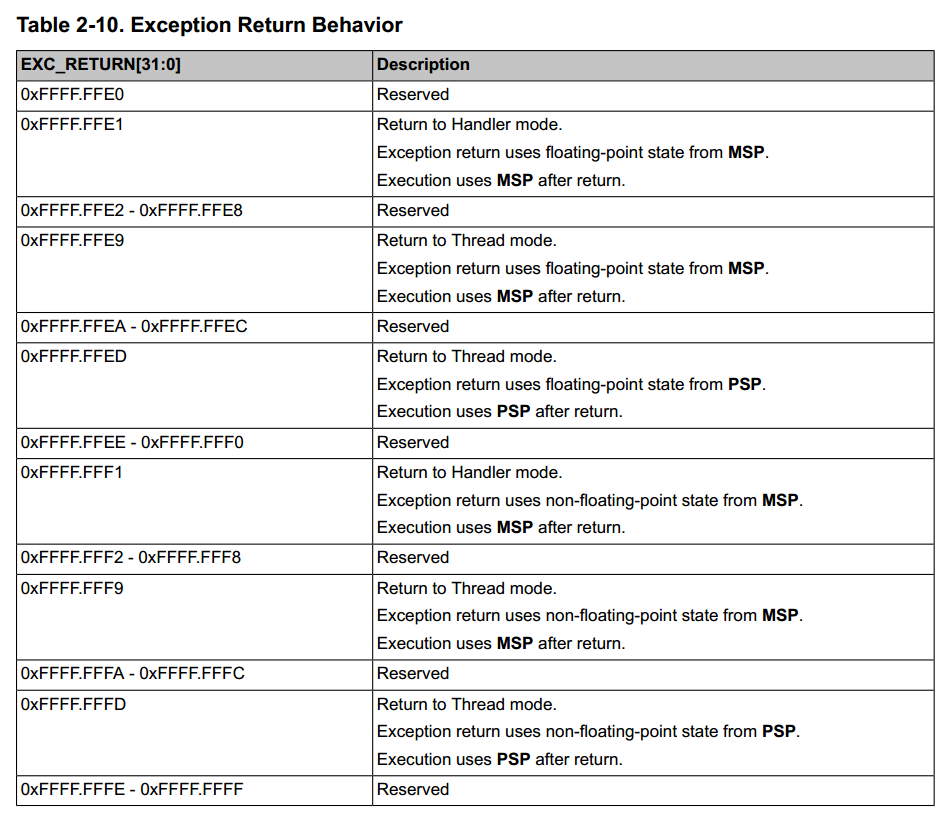 Table 2-10. Exception Return Behavior
EXC_RETURN[31:0] Description
0xFFFF.FFE0 Reserved
0xFFFF.FFE1 Return to Handler mode.
Exception return uses floating-point state from MSP.
Execution uses MSP after return.
0xFFFF.FFE2 - 0xFFFF.FFE8 Reserved
0xFFFF.FFE9 Return to Thread mode.
Exception return uses floating-point state from MSP.
Execution uses MSP after return.
0xFFFF.FFEA - 0xFFFF.FFEC Reserved
0xFFFF.FFED Return to Thread mode.
Exception return uses floating-point state from PSP.
Execution uses PSP after return.
0xFFFF.FFEE - 0xFFFF.FFF0 Reserved
0xFFFF.FFF1 Return to Handler mode.
Exception return uses non-floating-point state from MSP.
Execution uses MSP after return.
0xFFFF.FFF2 - 0xFFFF.FFF8 Reserved
0xFFFF.FFF9 Return to Thread mode.
Exception return uses non-floating-point state from MSP.
Execution uses MSP after return.
0xFFFF.FFFA - 0xFFFF.FFFC Reserved
0xFFFF.FFFD Return to Thread mode.
Exception return uses non-floating-point state from PSP.
Execution uses PSP after return.
0xFFFF.FFFE - 0xFFFF.FFFF Reserved